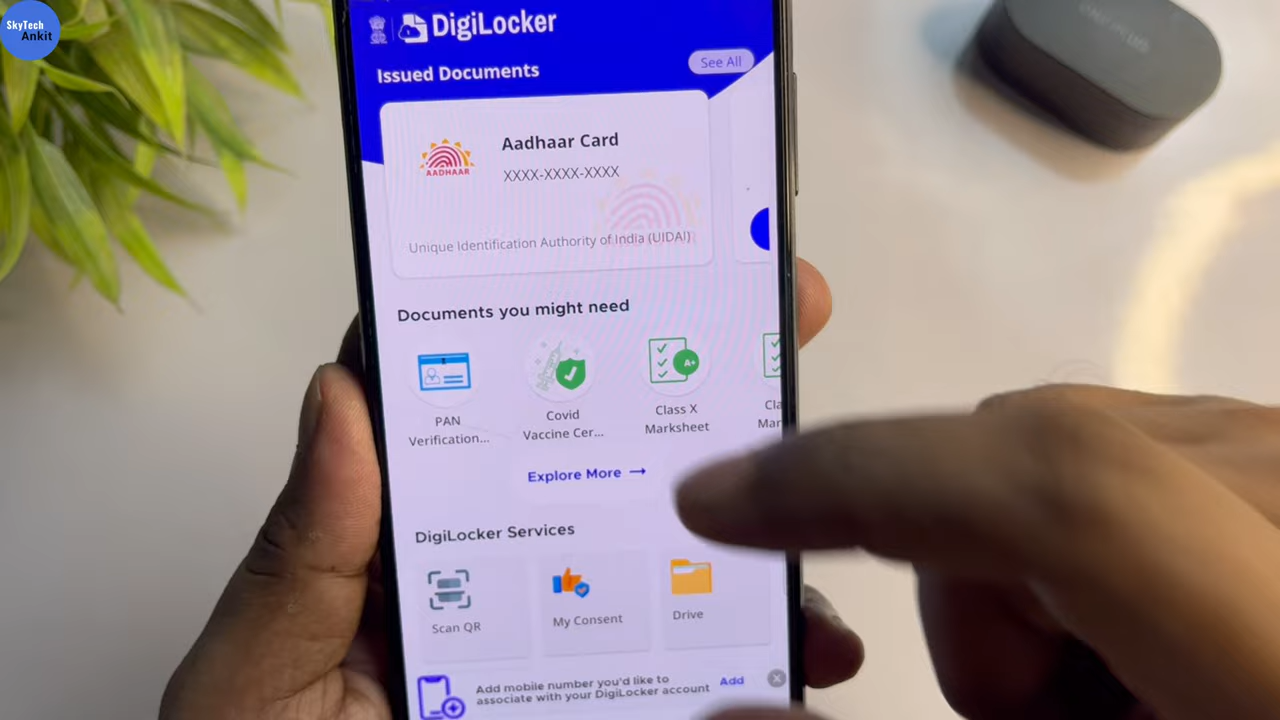 SkyTech
Ankit
DigiLocker
Issued Documents
See All
Aadhaar Card
XXXX-XXXX-XXXX
AADHAAR
Unique Identification Authority of India (UIDAI)
Documents you might need
PAN
Verification...
Covid
Vaccine Cer...
Class X
Marksheet
Cla
Mar
A+
Explore More →
DigiLocker Services
Scan QR
My Consent
Drive
Add mobile number you'd like to
associate with your DigiLocker account
Add